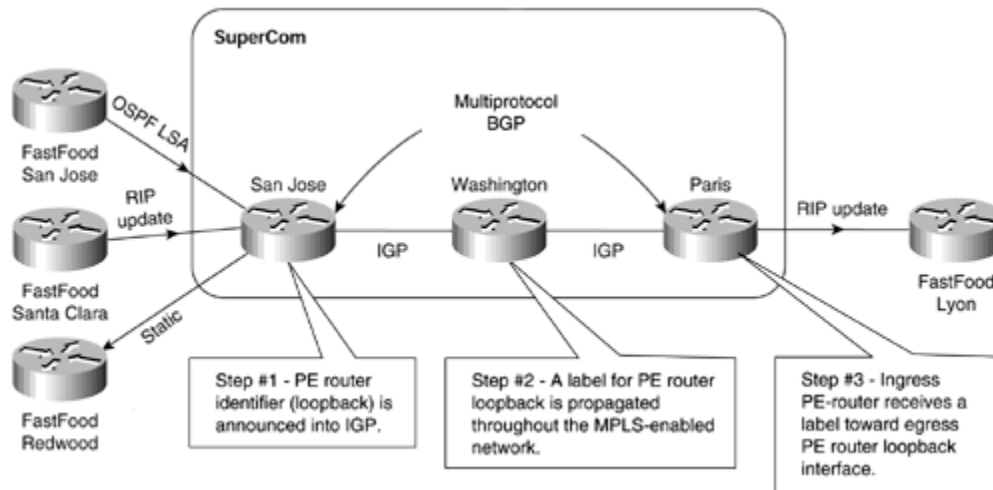 SuperCom
Multiprotocol
BGP
OSPF LSA
FastFood
San Jose
San Jose
Washington
Paris
RIP
update
RIP update
IGP
IGP
FastFood
Santa Clara
FastFood
Lyon
Static
FastFood
Redwood
Step #1 - PE router
identifier (loopback) is
announced into IGP.
Step #2 - A label for PE router
loopback is propagated
throughout the MPLS-enabled
network.
Step #3 - Ingress
PE-router receives a
label toward egress
PE router loopback
interface.